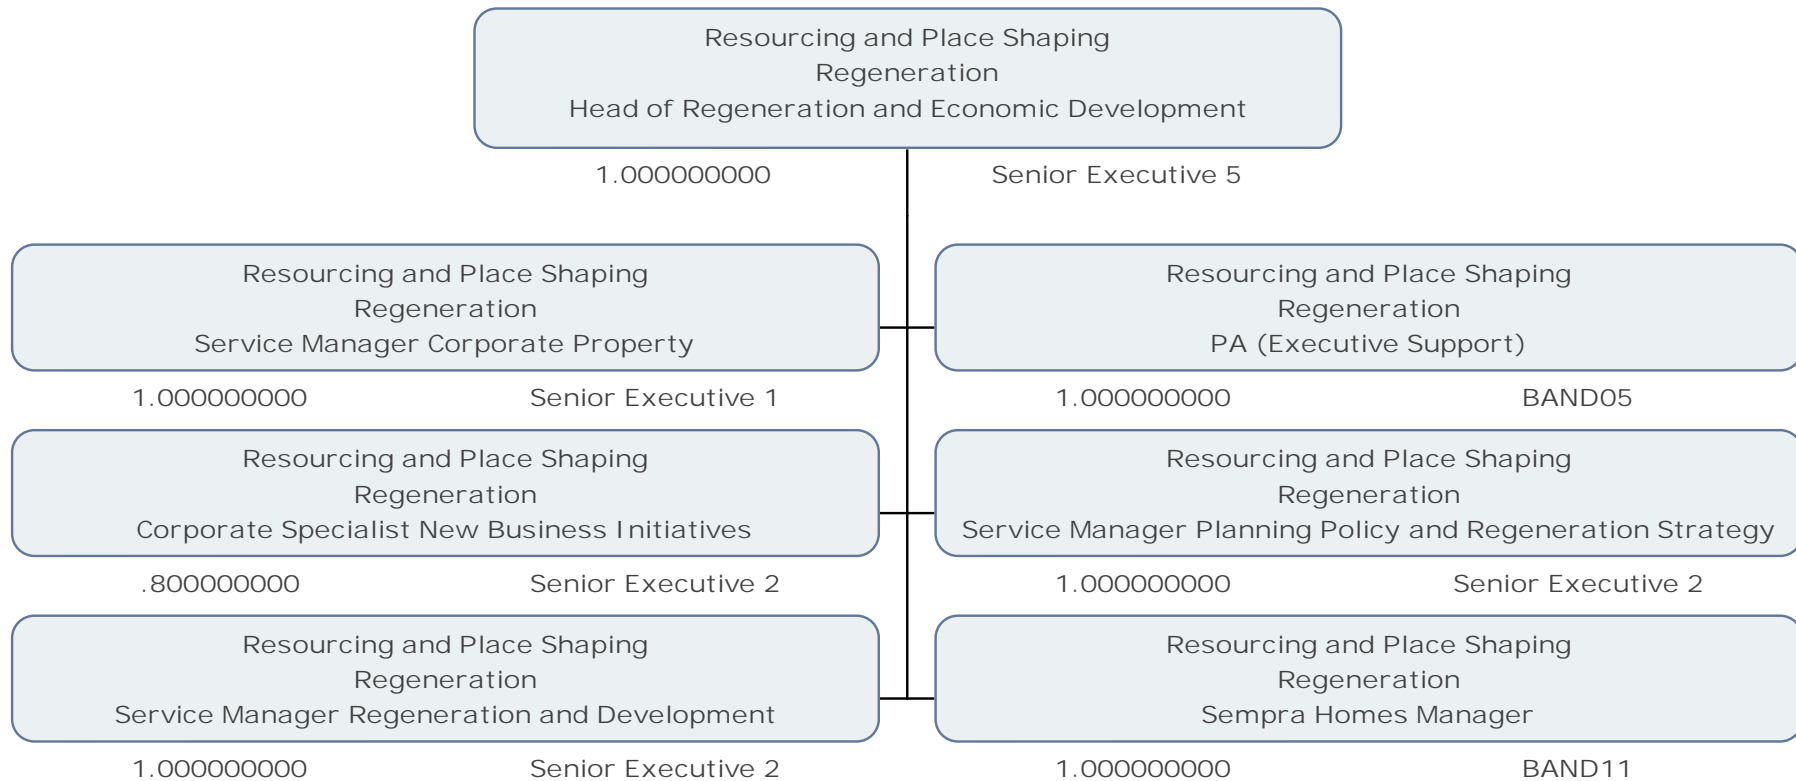 Resourcing and Place Shaping
Regeneration
Head of Regeneration and Economic Development
1.000000000 Senior Executive 5
Resourcing and Place Shaping
Regeneration
Service Manager Corporate Property
1.000000000 Senior Executive 1
Resourcing and Place Shaping
Regeneration
PA (Executive Support)
1.000000000 BAND05
Resourcing and Place Shaping
Regeneration
Corporate Specialist New Business Initiatives
.800000000 Senior Executive 2
Resourcing and Place Shaping
Regeneration
Service Manager Planning Policy and Regeneration Strategy
1.000000000 Senior Executive 2
Resourcing and Place Shaping
Regeneration
Service Manager Regeneration and Development
1.000000000 Senior Executive 2
Resourcing and Place Shaping
Regeneration
Sempra Homes Manager
1.000000000 BAND11